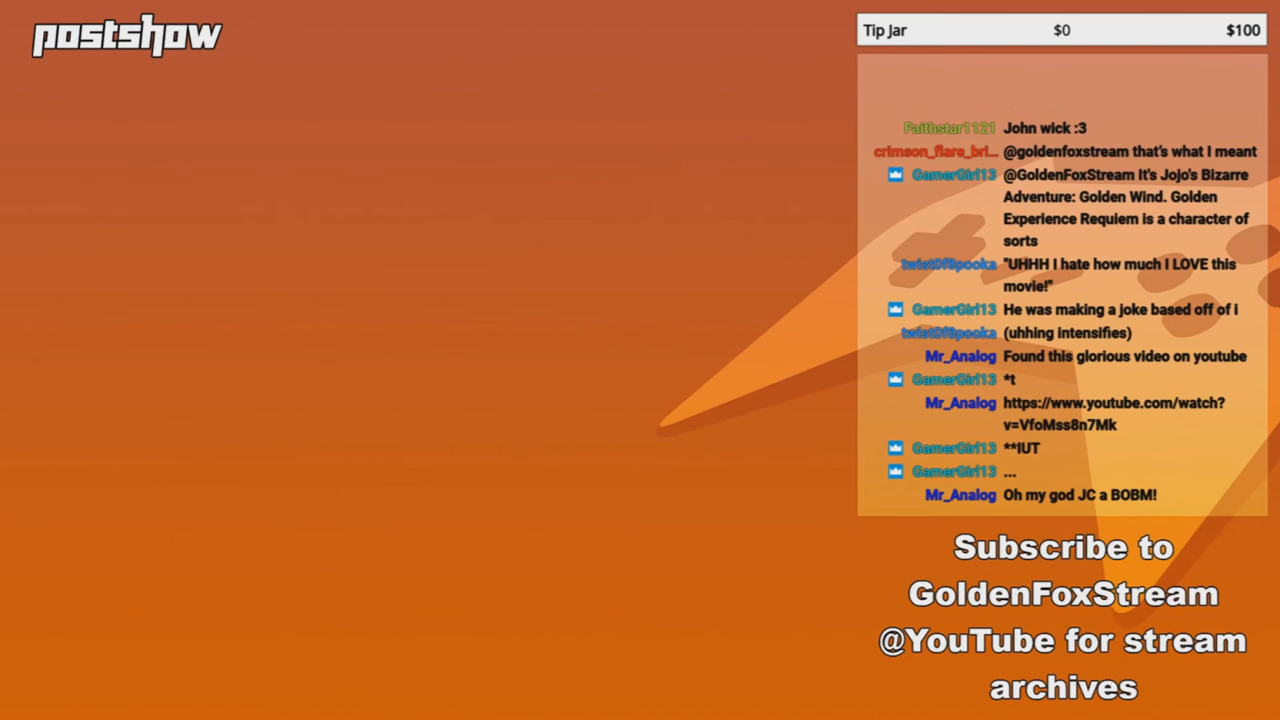 postshow
Tip Jar $0 $100
Faithstar1121 John wick :3
crimson_flare_bri... @goldenfoxstream that's what I meant
GamerGirl13 @GoldenFoxStream It's Jojo's Bizarre
Adventure: Golden Wind. Golden
Experience Requiem is a character of
sorts
twist0f8pooka "UHHH I hate how much I LOVE this
movie!"
GamerGirl13 He was making a joke based off of i
twist0f8pooka (uhhing intensifies)
Mr_Analog Found this glorious video on youtube
GamerGirl13 *t
Mr_Analog https://www.youtube.com/watch?
v=VfoMss8n7Mk
GamerGirl13 **IUT
GamerGirl13 ...
Mr_Analog Oh my god JC a BOBM!
Subscribe to
GoldenFoxStream
@YouTube for stream
archives